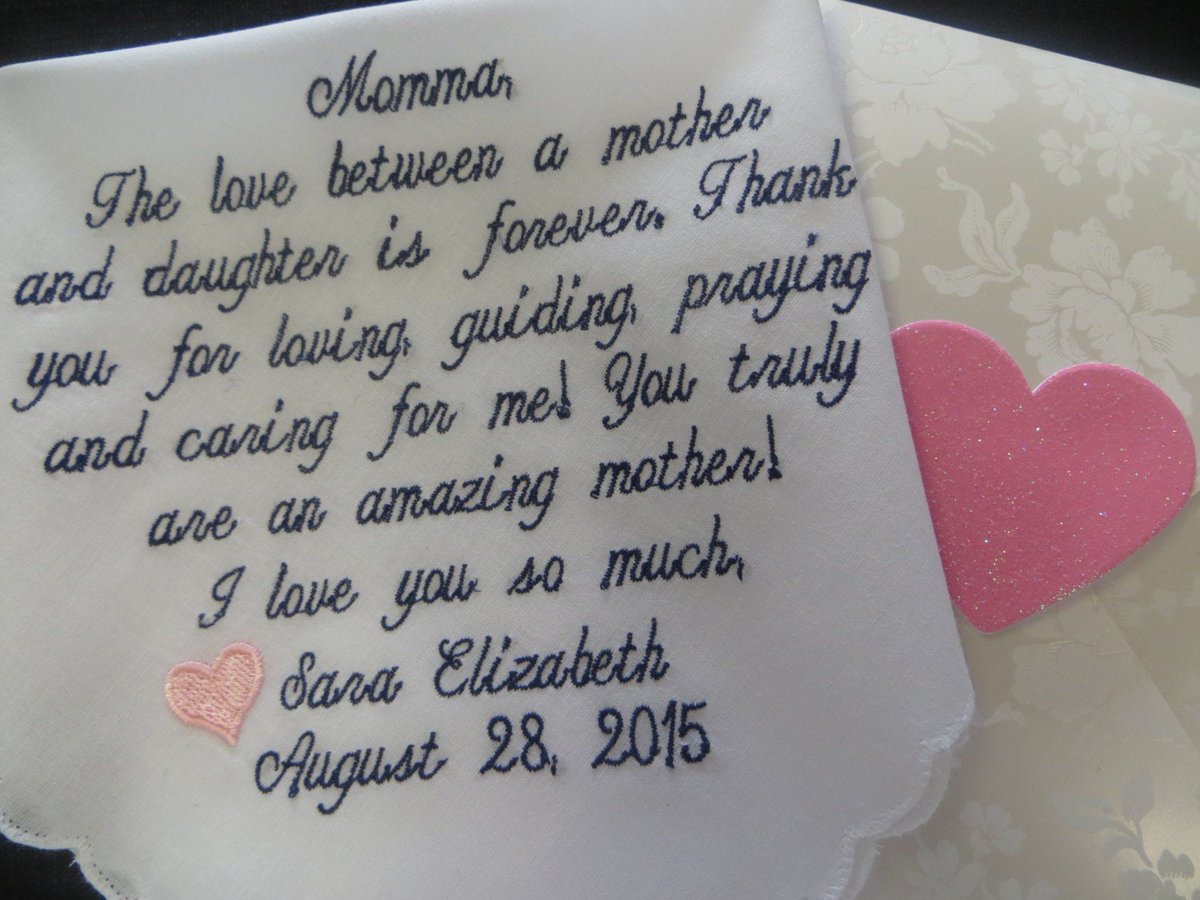 Momma,
The love between a mother
and daughter is forever. Thank
you for loving, guiding, praying
and caring for me! You truly
are an amazing mother!
I love you so much,
Sara Elizabeth
August 28, 2015